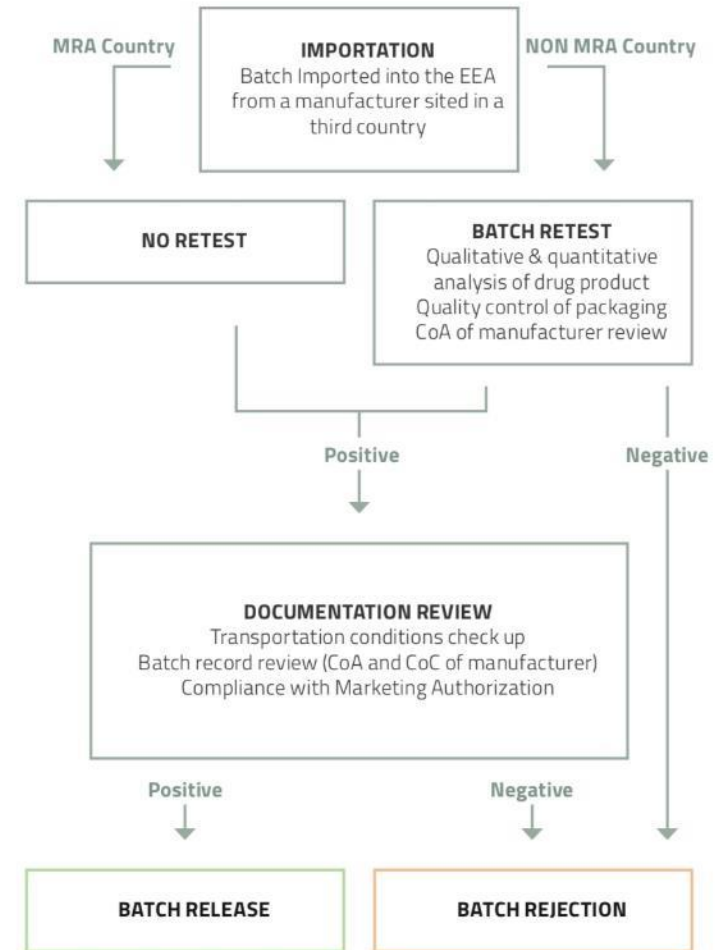 MRA Country
IMPORTATION
Batch Imported into the EEA
from a manufacturer sited in a
third country
NON MRA Country
NO RETEST
BATCH RETEST
Qualitative & quantitative
analysis of drug product
Quality control of packaging
CoA of manufacturer review
Positive
Negative
DOCUMENTATION REVIEW
Transportation conditions check up
Batch record review (CoA and CoC of manufacturer)
Compliance with Marketing Authorization
Positive
Negative
BATCH RELEASE
BATCH REJECTION